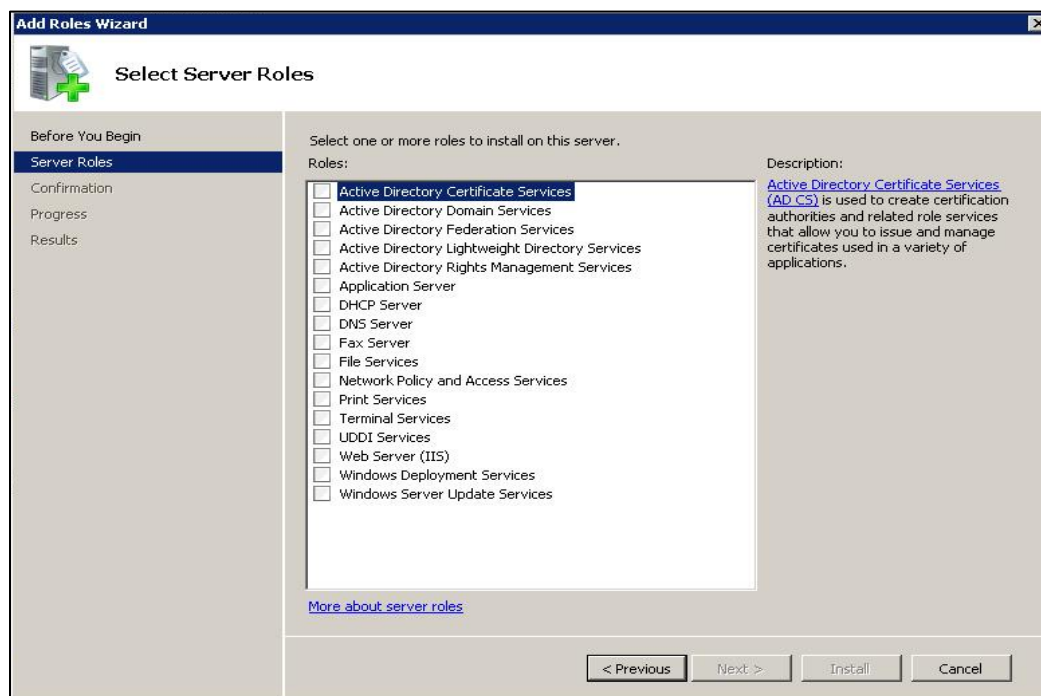 Add Roles Wizard
Select Server Roles
Before You Begin
Server Roles
Confirmation
Progress
Results
Select one or more roles to install on this server.
Roles:
Active Directory Certificate Services
Active Directory Domain Services
Active Directory Federation Services
Active Directory Lightweight Directory Services
Active Directory Rights Management Services
Application Server
DHCP Server
DNS Server
Fax Server
File Services
Network Policy and Access Services
Print Services
Terminal Services
UDDI Services
Web Server (IIS)
Windows Deployment Services
Windows Server Update Services
More about server roles
Description:
Active Directory Certificate Services
(AD CS) is used to create certification
authorities and related role services
that allow you to issue and manage
certificates used in a variety of
applications.
< Previous
Next >
Install
Cancel